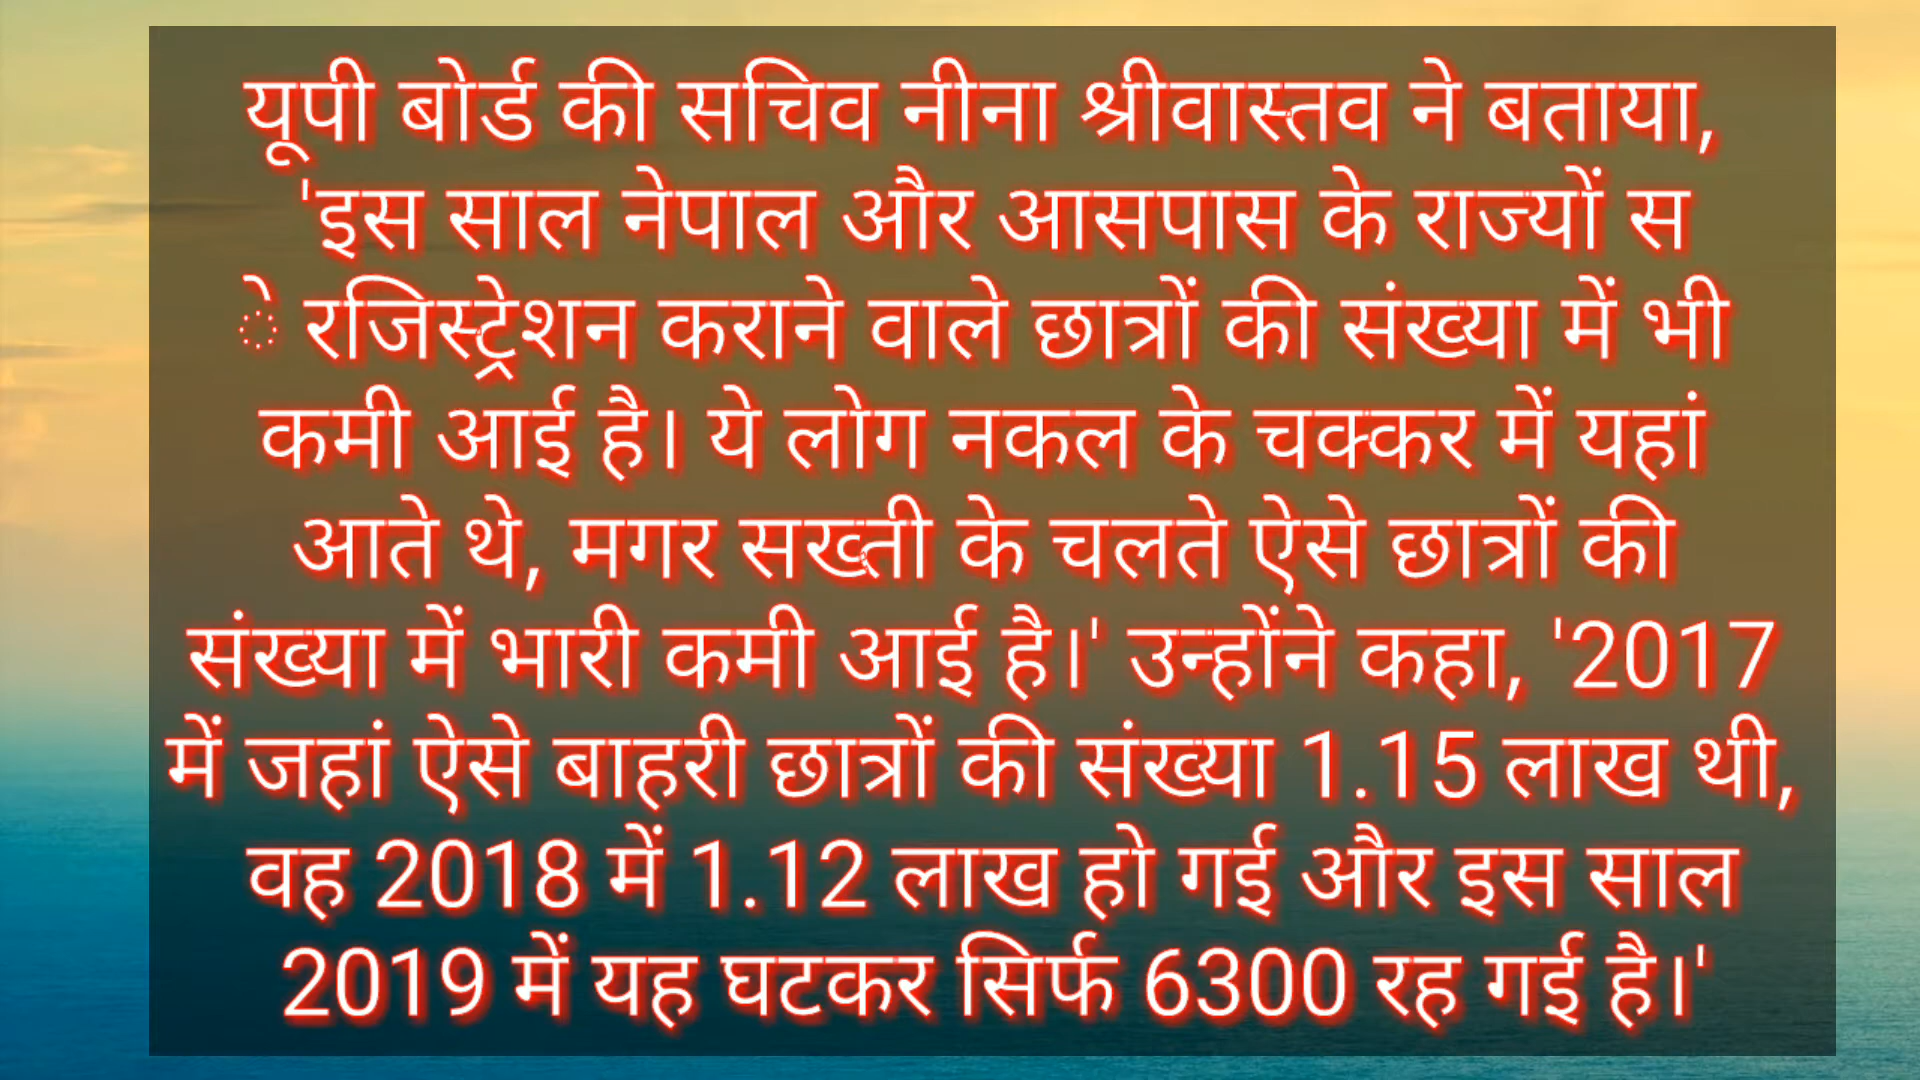 यूपी बोर्ड की सचिव नीना श्रीवास्तव ने बताया,
'इस साल नेपाल और आसपास के राज्यों स
े रजिस्ट्रेशन कराने वाले छात्रों की संख्या में भी
कमी आई है। ये लोग नकल के चक्कर में यहां
आते थे, मगर सख्ती के चलते ऐसे छात्रों की
संख्या में भारी कमी आई है।' उन्होंने कहा, '2017
में जहां ऐसे बाहरी छात्रों की संख्या 1.15 लाख थी,
वह 2018 में 1.12 लाख हो गई और इस साल
2019 में यह घटकर सिर्फ 6300 रह गई है।'